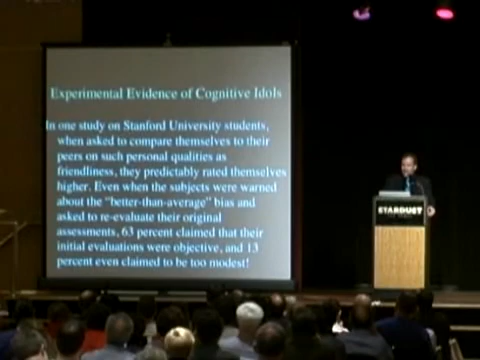 Experimental Evidence of Cognitive Idols
In one study on Stanford University students,
when asked to compare themselves to their
peers on such personal qualities as
friendliness, they predictably rated themselves
higher. Even when the subjects were warned
about the "better-than-average" bias and
asked to re-evaluate their original
assessments, 63 percent claimed that their
initial evaluations were objective, and 13
percent even claimed to be too modest!
STARDUST